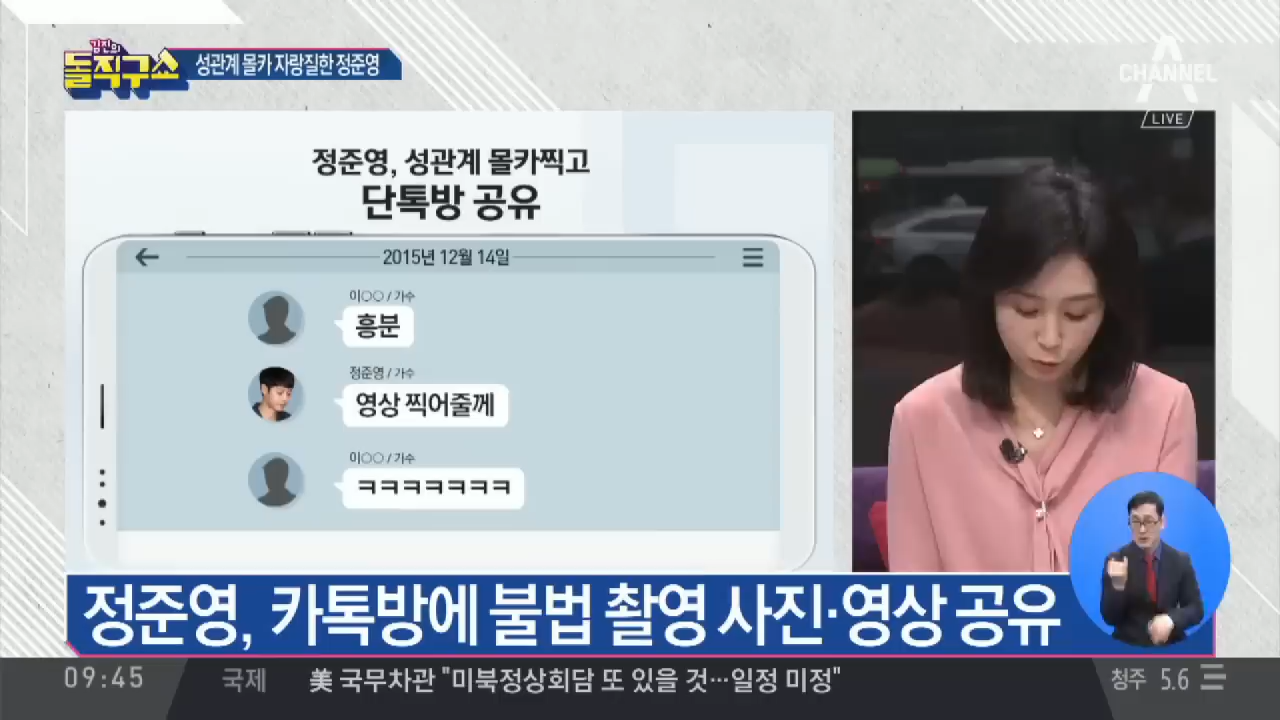 김진의
돌직구쇼
성관계 몰카 자랑질한 정준영
CHANNEL A
LIVE
정준영, 성관계 몰카찍고
단톡방 공유
2015년 12월 14일
이○○ / 가수
흥분
정준영 / 가수
영상 찍어줄께
이○○ / 가수
ㅋㅋㅋㅋㅋㅋㅋ
정준영, 카톡방에 불법 촬영 사진·영상 공유
09:45 국제 美 국무차관 "미북정상회담 또 있을 것…일정 미정" 청주 5.6